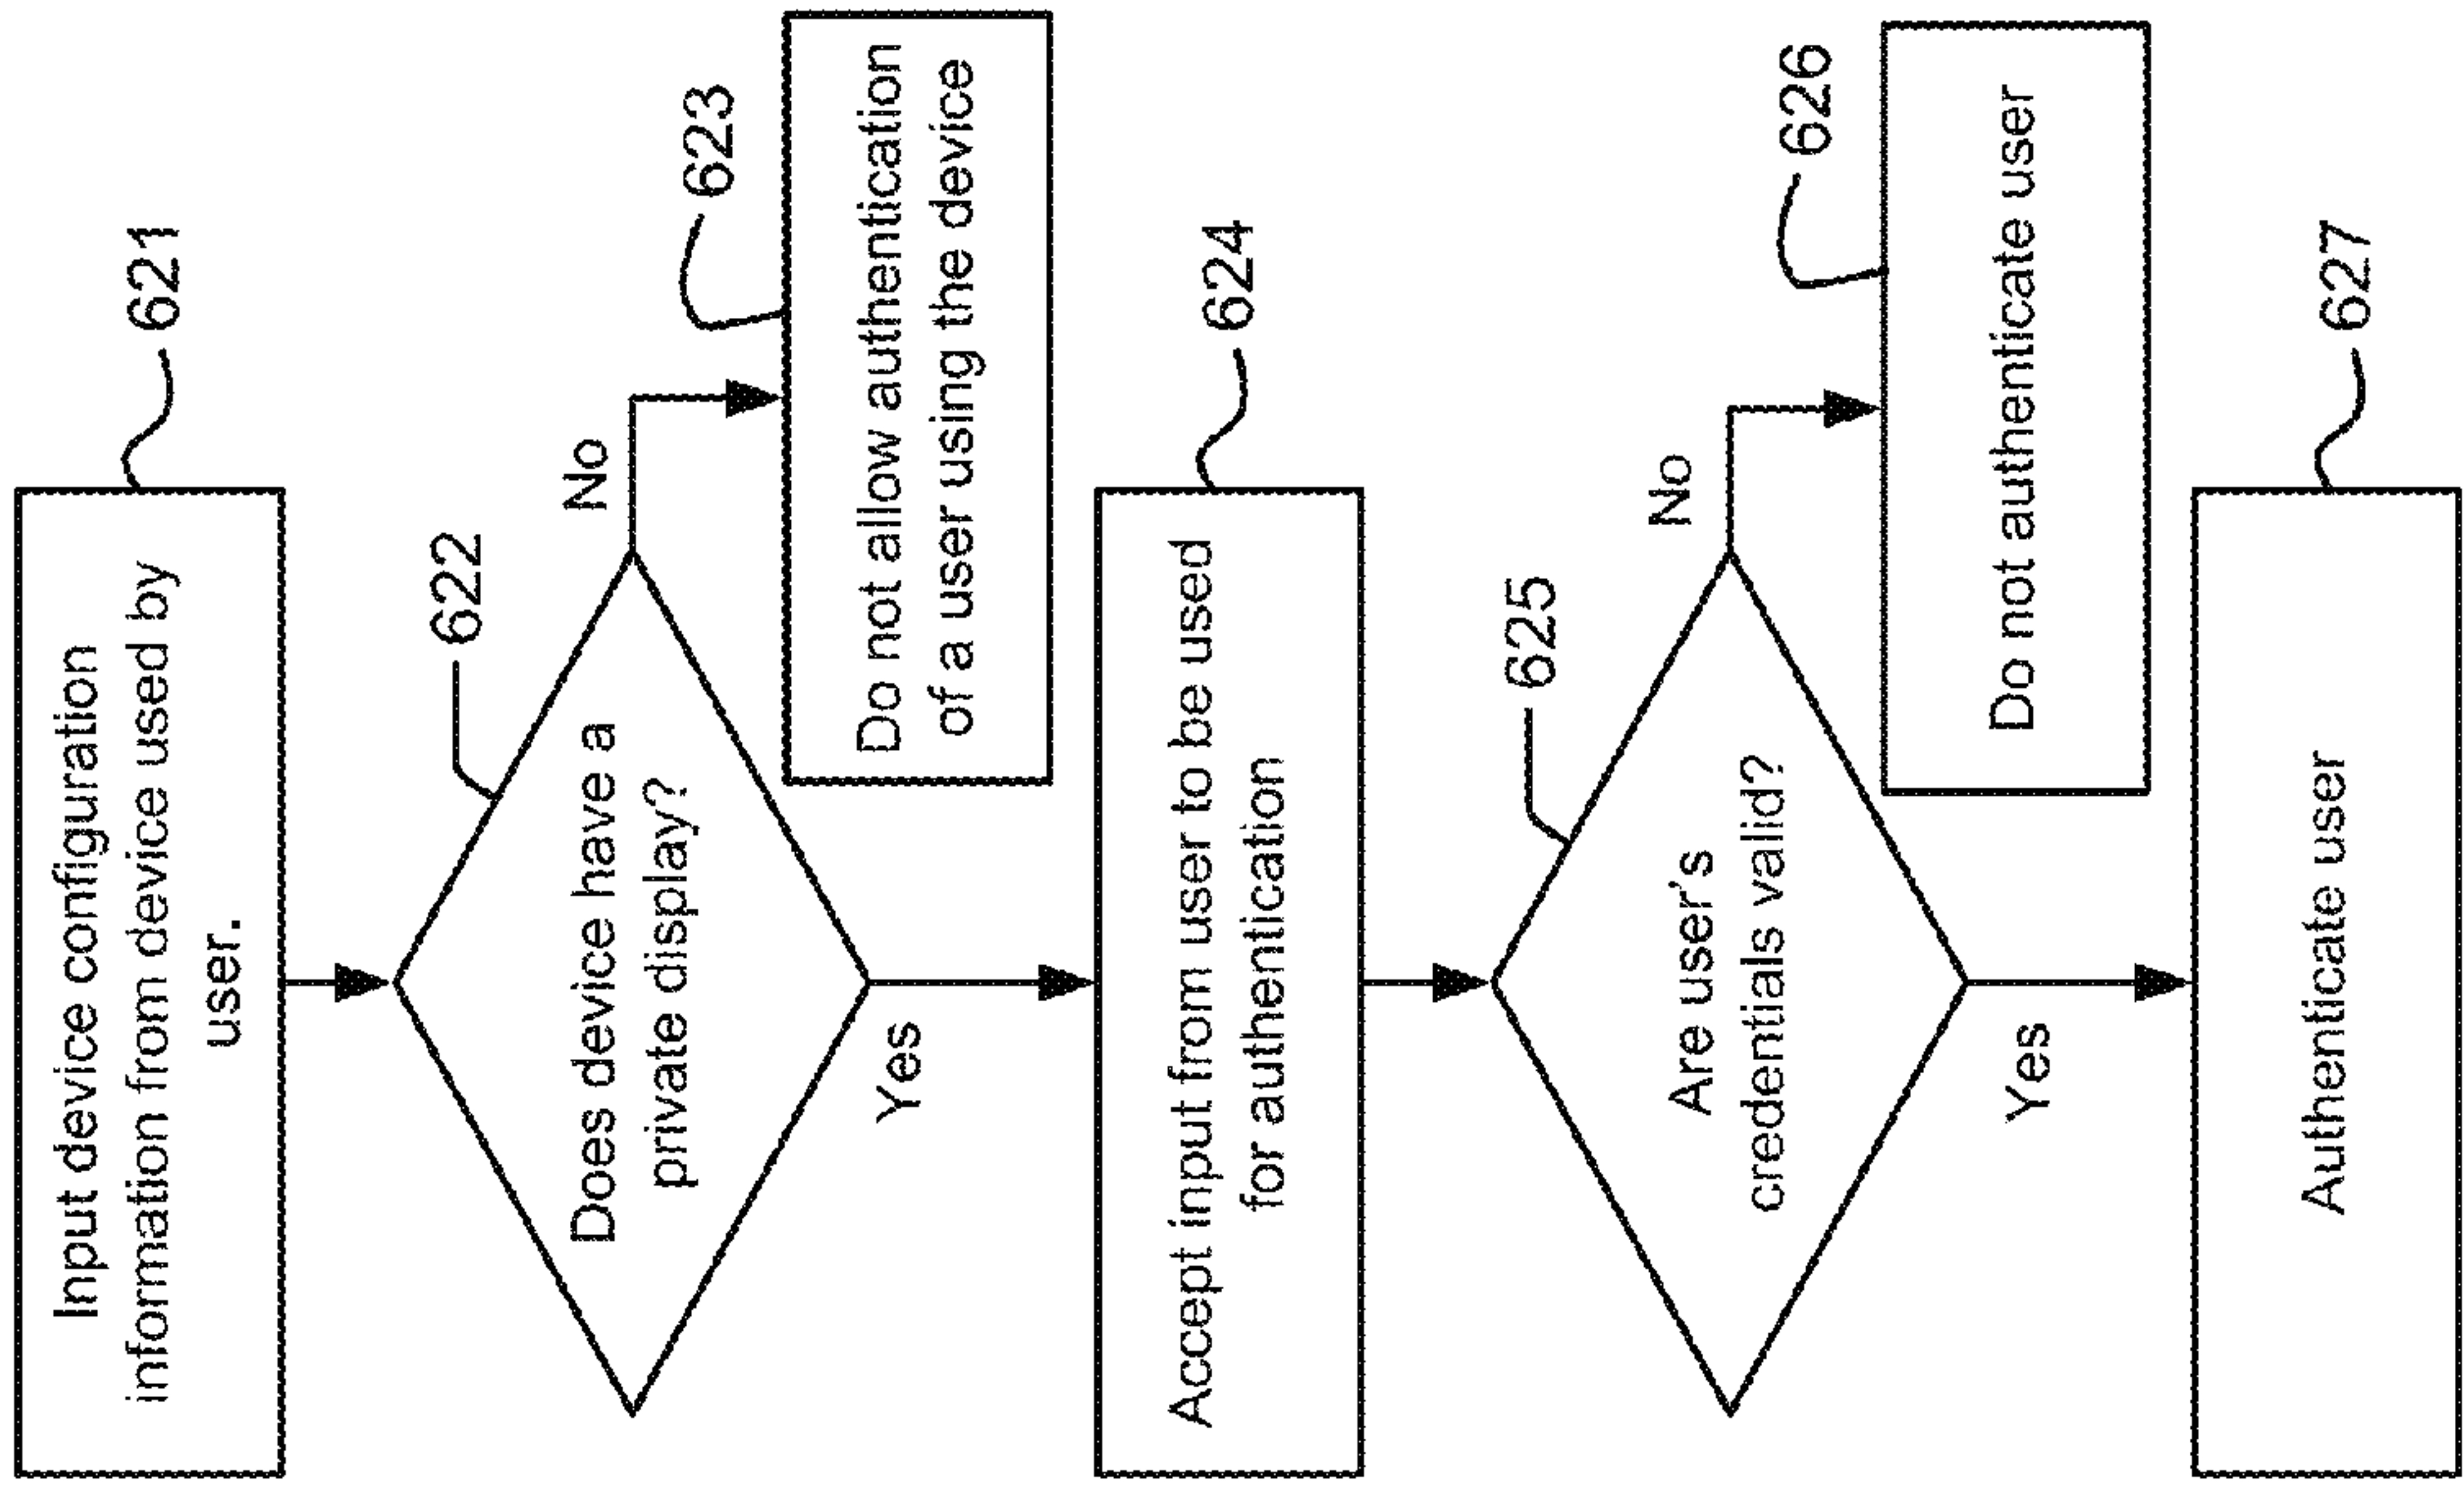 Input device configuration
information from device used by
user.
621
Does device have a
private display?
622
No
Do not allow authentication
of a user using the device
623
Yes
Accept input from user to be used
for authentication
624
Are user's
credentials valid?
625
No
Do not authenticate user
626
Yes
Authenticate user
627